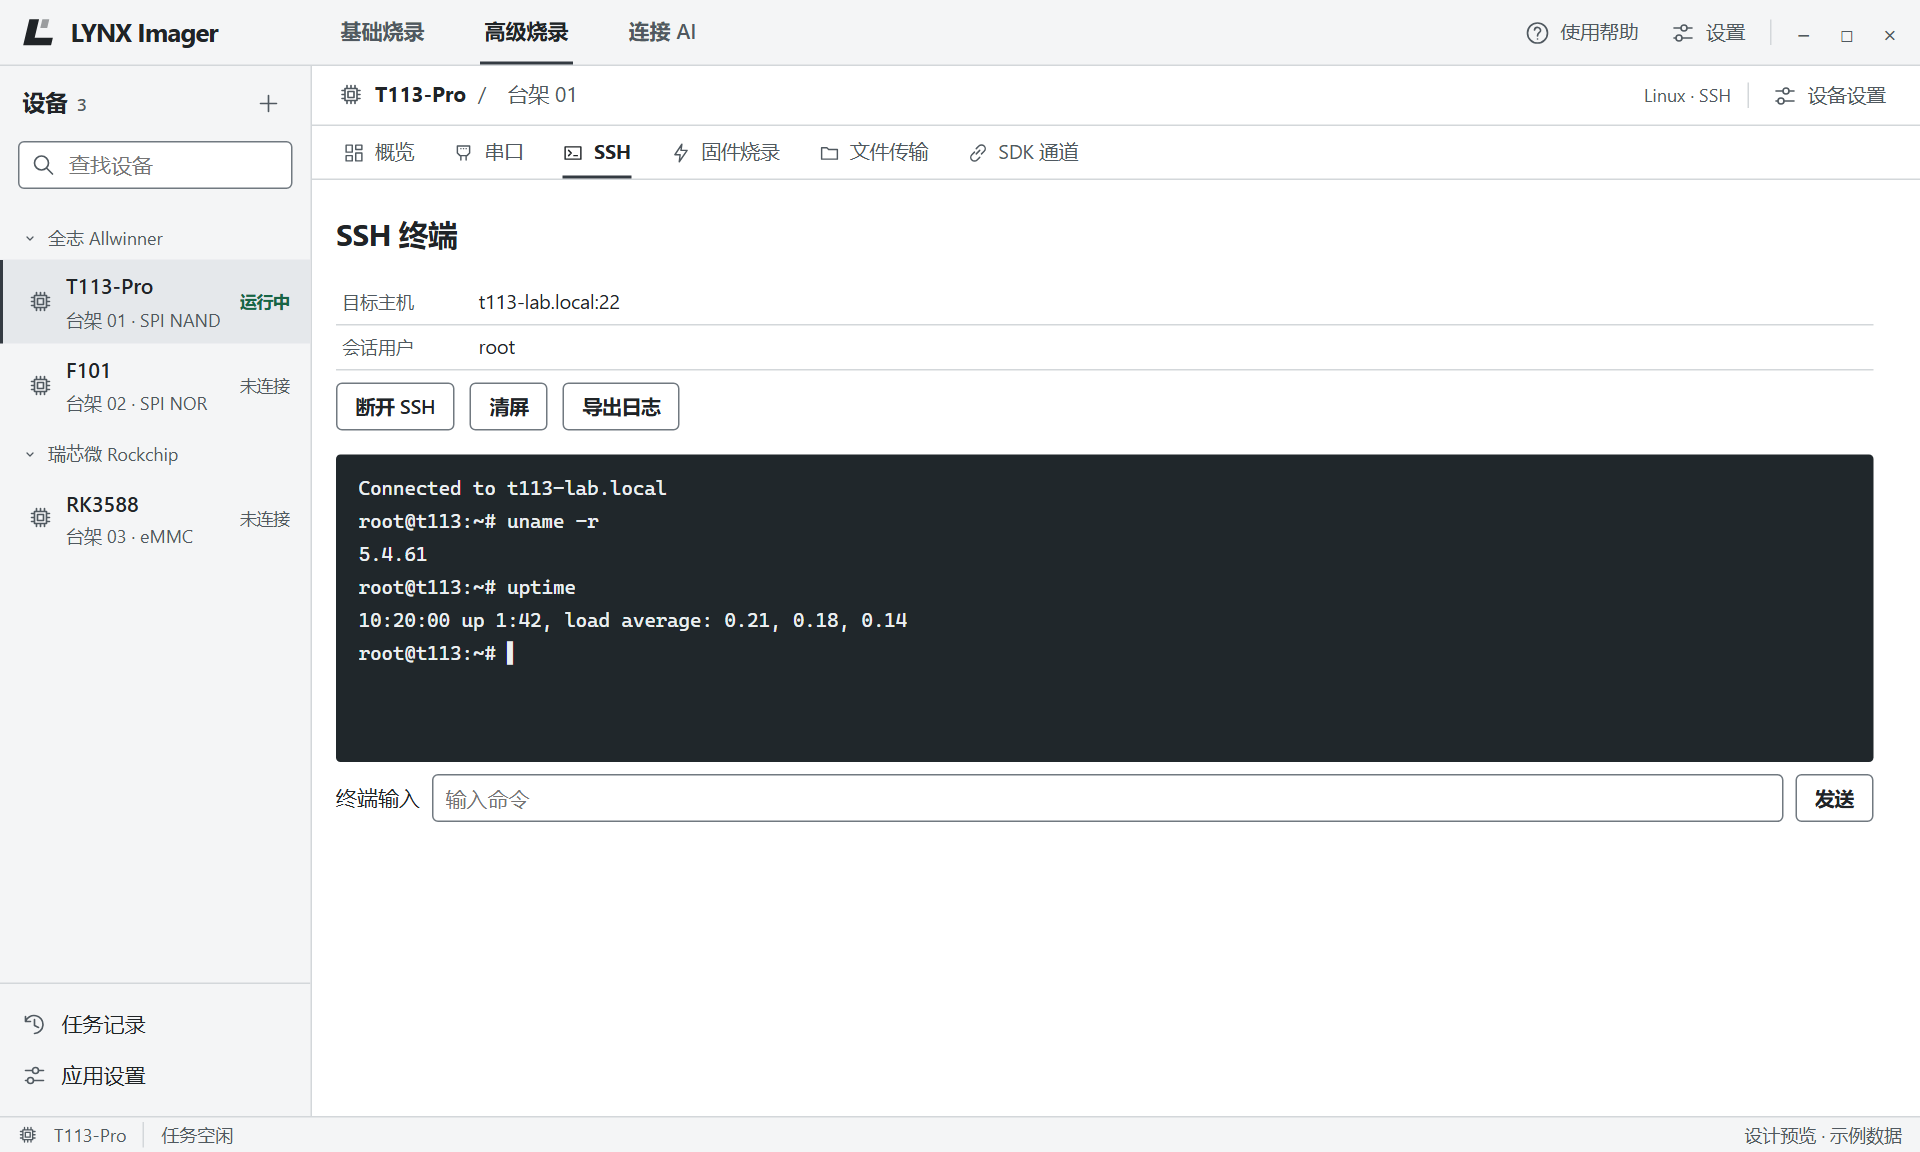 LYNX Imager
基础烧录
高级烧录
连接 AI
使用帮助
设置
设备 3
查找设备
全志 Allwinner
T113-Pro
台架 01 · SPI NAND
运行中
F101
台架 02 · SPI NOR
未连接
瑞芯微 Rockchip
RK3588
台架 03 · eMMC
未连接
任务记录
应用设置
T113-Pro / 台架 01
Linux · SSH
设备设置
概览
串口
SSH
固件烧录
文件传输
SDK 通道
SSH 终端
目标主机 t113-lab.local:22
会话用户 root
断开 SSH
清屏
导出日志
Connected to t113-lab.local
root@t113:~# uname -r
5.4.61
root@t113:~# uptime
10:20:00 up 1:42, load average: 0.21, 0.18, 0.14
root@t113:~#
终端输入
输入命令
发送
T113-Pro
任务空闲
设计预览 · 示例数据